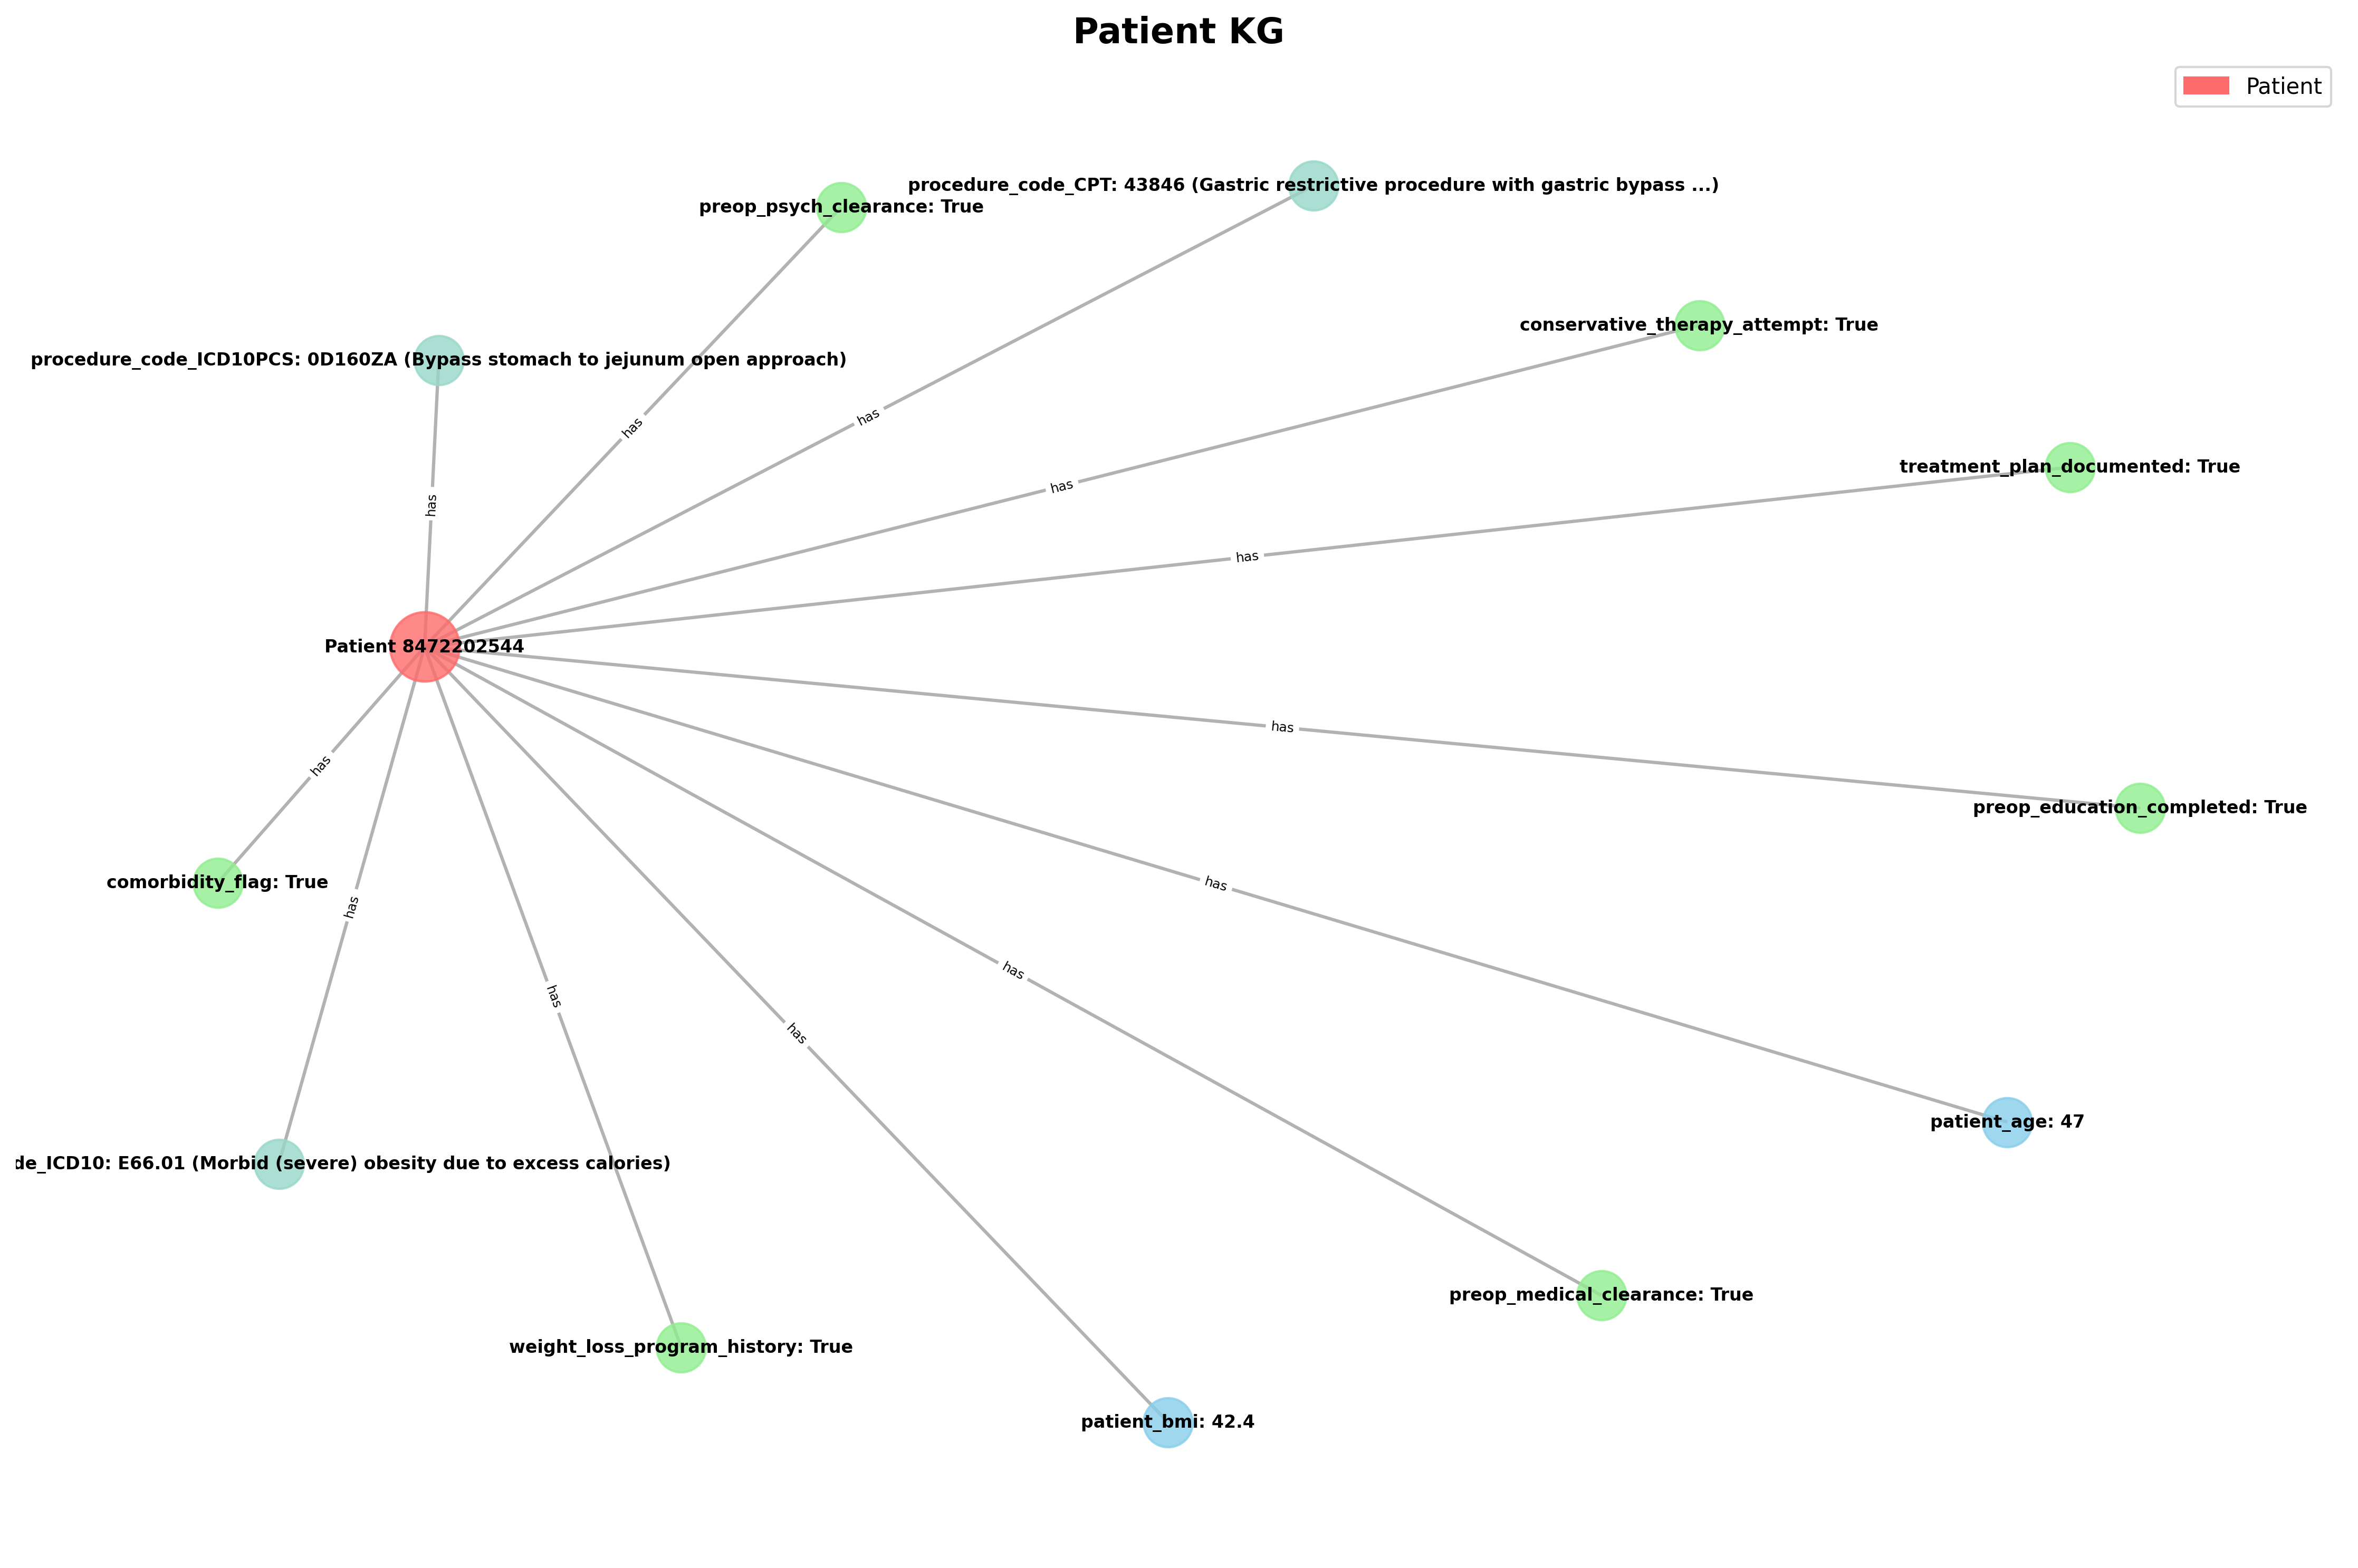 Patient KG
Patient
procedure_code_CPT: 43846 (Gastric restrictive procedure with gastric bypass ...)
preop_psych_clearance: True
conservative_therapy_attempt: True
procedure_code_ICD10PCS: 0D160ZA (Bypass stomach to jejunum open approach)
has
has
treatment_plan_documented: True
has
has
has
Patient 8472202544
has
has
preop_education_completed: True
comorbidity_flag: True
has
has
has
has
patient_age: 47
has
de_ICD10: E66.01 (Morbid (severe) obesity due to excess calories)
preop_medical_clearance: True
weight_loss_program_history: True
patient_bmi: 42.4